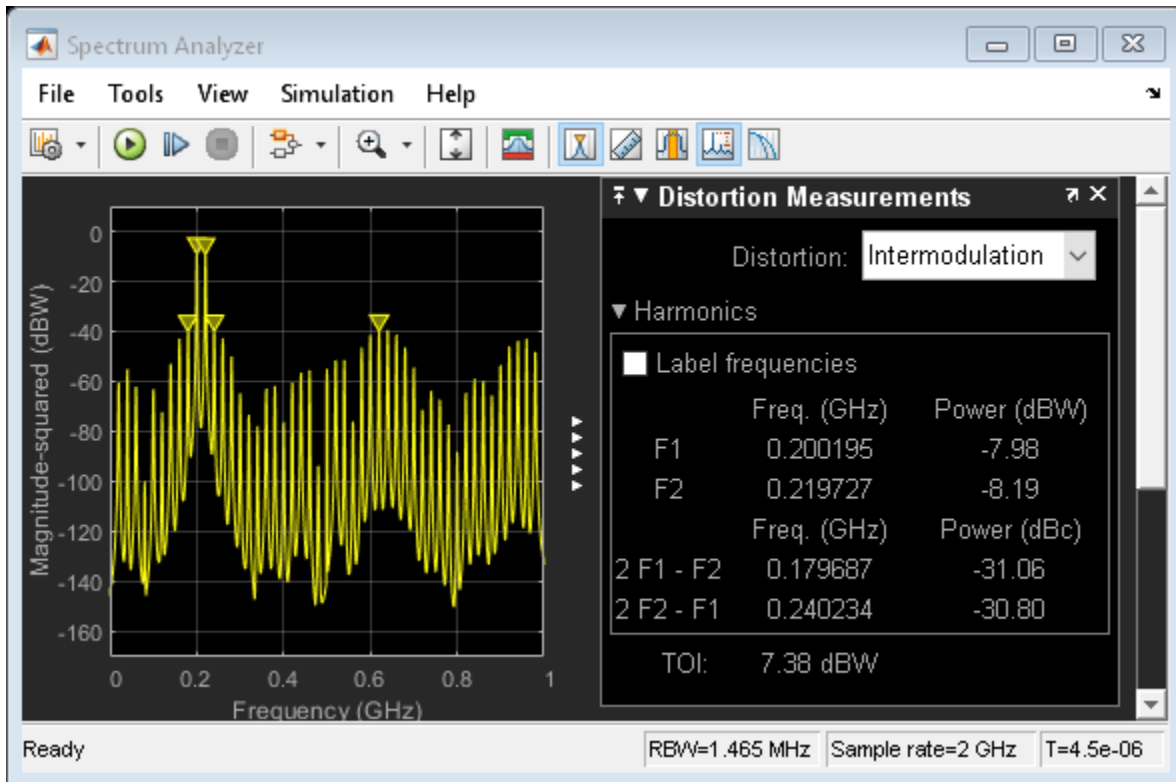 Spectrum Analyzer
File Tools View Simulation Help
Distortion Measurements
Distortion: Intermodulation
Harmonics
Label frequencies
Freq. (GHz) Power (dBW)
F1 0.200195 -7.98
F2 0.219727 -8.19
Freq. (GHz) Power (dBc)
2 F1 - F2 0.179687 -31.06
2 F2 - F1 0.240234 -30.80
TOI: 7.38 dBW
Magnitude-squared (dBW)
0
-20
-40
-60
-80
-100
-120
-140
-160
0 0.2 0.4 0.6 0.8 1
Frequency (GHz)
Ready RBW=1.465 MHz Sample rate=2 GHz T=4.5e-06